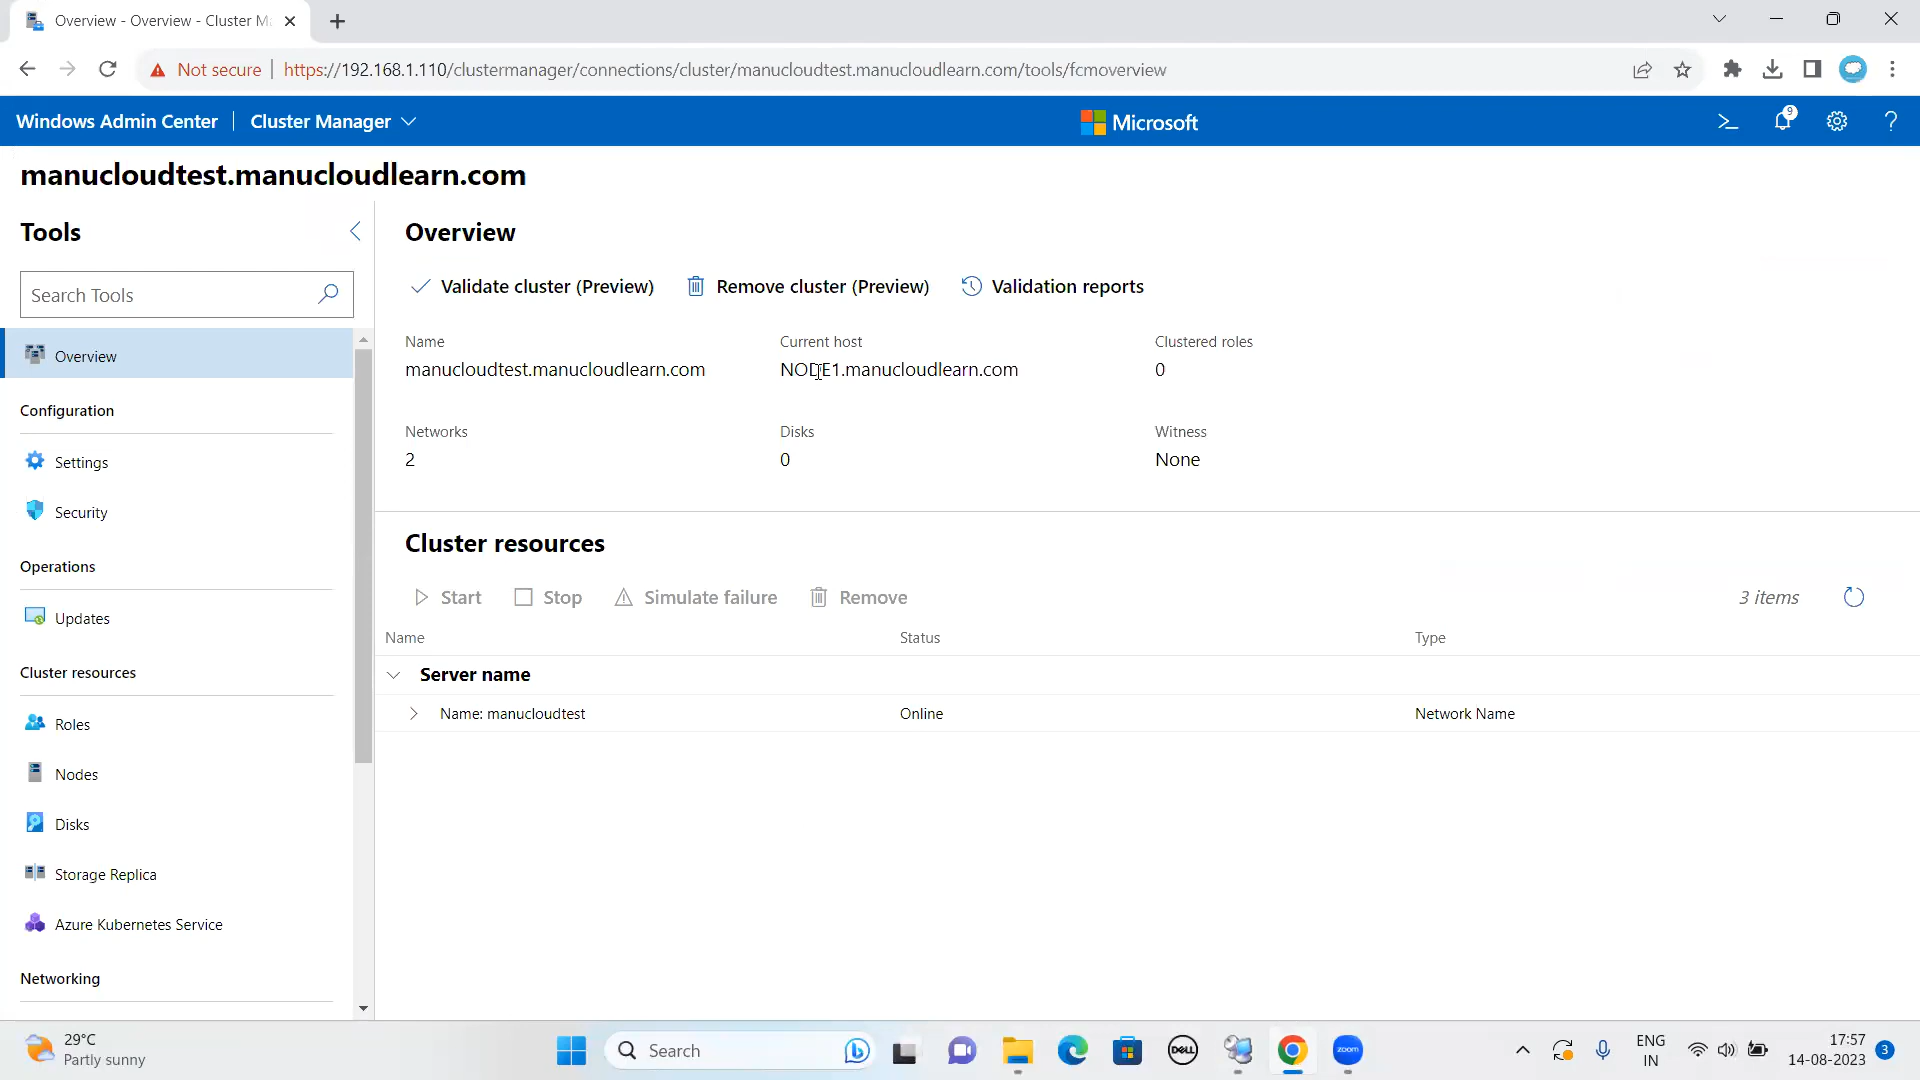 Overview - Overview - Cluster Ma
Not secure
https://192.168.1.110/clustermanager/connections/cluster/manucloudtest.manucloudlearn.com/tools/fcmoverview
Windows Admin Center
Cluster Manager
Microsoft
9
manucloudtest.manucloudlearn.com
Tools
Search Tools
Overview
Configuration
Settings
Security
Operations
Updates
Cluster resources
Roles
Nodes
Disks
Storage Replica
Azure Kubernetes Service
Networking
Overview
Validate cluster (Preview)
Remove cluster (Preview)
Validation reports
Name
manucloudtest.manucloudlearn.com
Current host
NODE1.manucloudlearn.com
Clustered roles
0
Networks
2
Disks
0
Witness
None
Cluster resources
Start
Stop
Simulate failure
Remove
3 items
Name
Status
Type
Server name
Name: manucloudtest
Online
Network Name
29°C
Partly sunny
Search
DELL
zoom
ENG
IN
17:57
14-08-2023
3